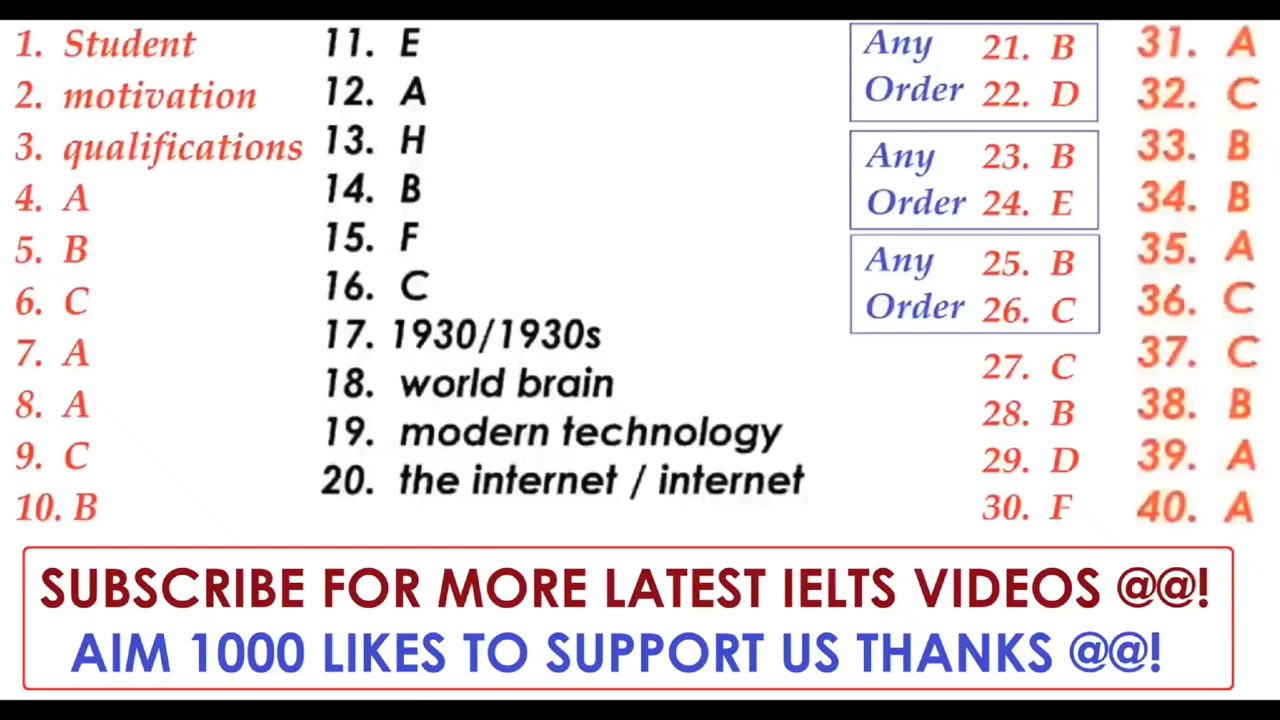 1. Student
2. motivation
3. qualifications
4. A
5. B
6. C
7. A
8. A
9. C
10. B
11. E
12. A
13. H
14. B
15. F
16. C
17. 1930/1930s
18. world brain
19. modern technology
20. the internet / internet
Any 21. B
Order 22. D
Any 23. B
Order 24. E
Any 25. B
Order 26. C
27. C
28. B
29. D
30. F
31. A
32. C
33. B
34. B
35. A
36. C
37. C
38. B
39. A
40. A
SUBSCRIBE FOR MORE LATEST IELTS VIDEOS @@!
AIM 1000 LIKES TO SUPPORT US THANKS @@!